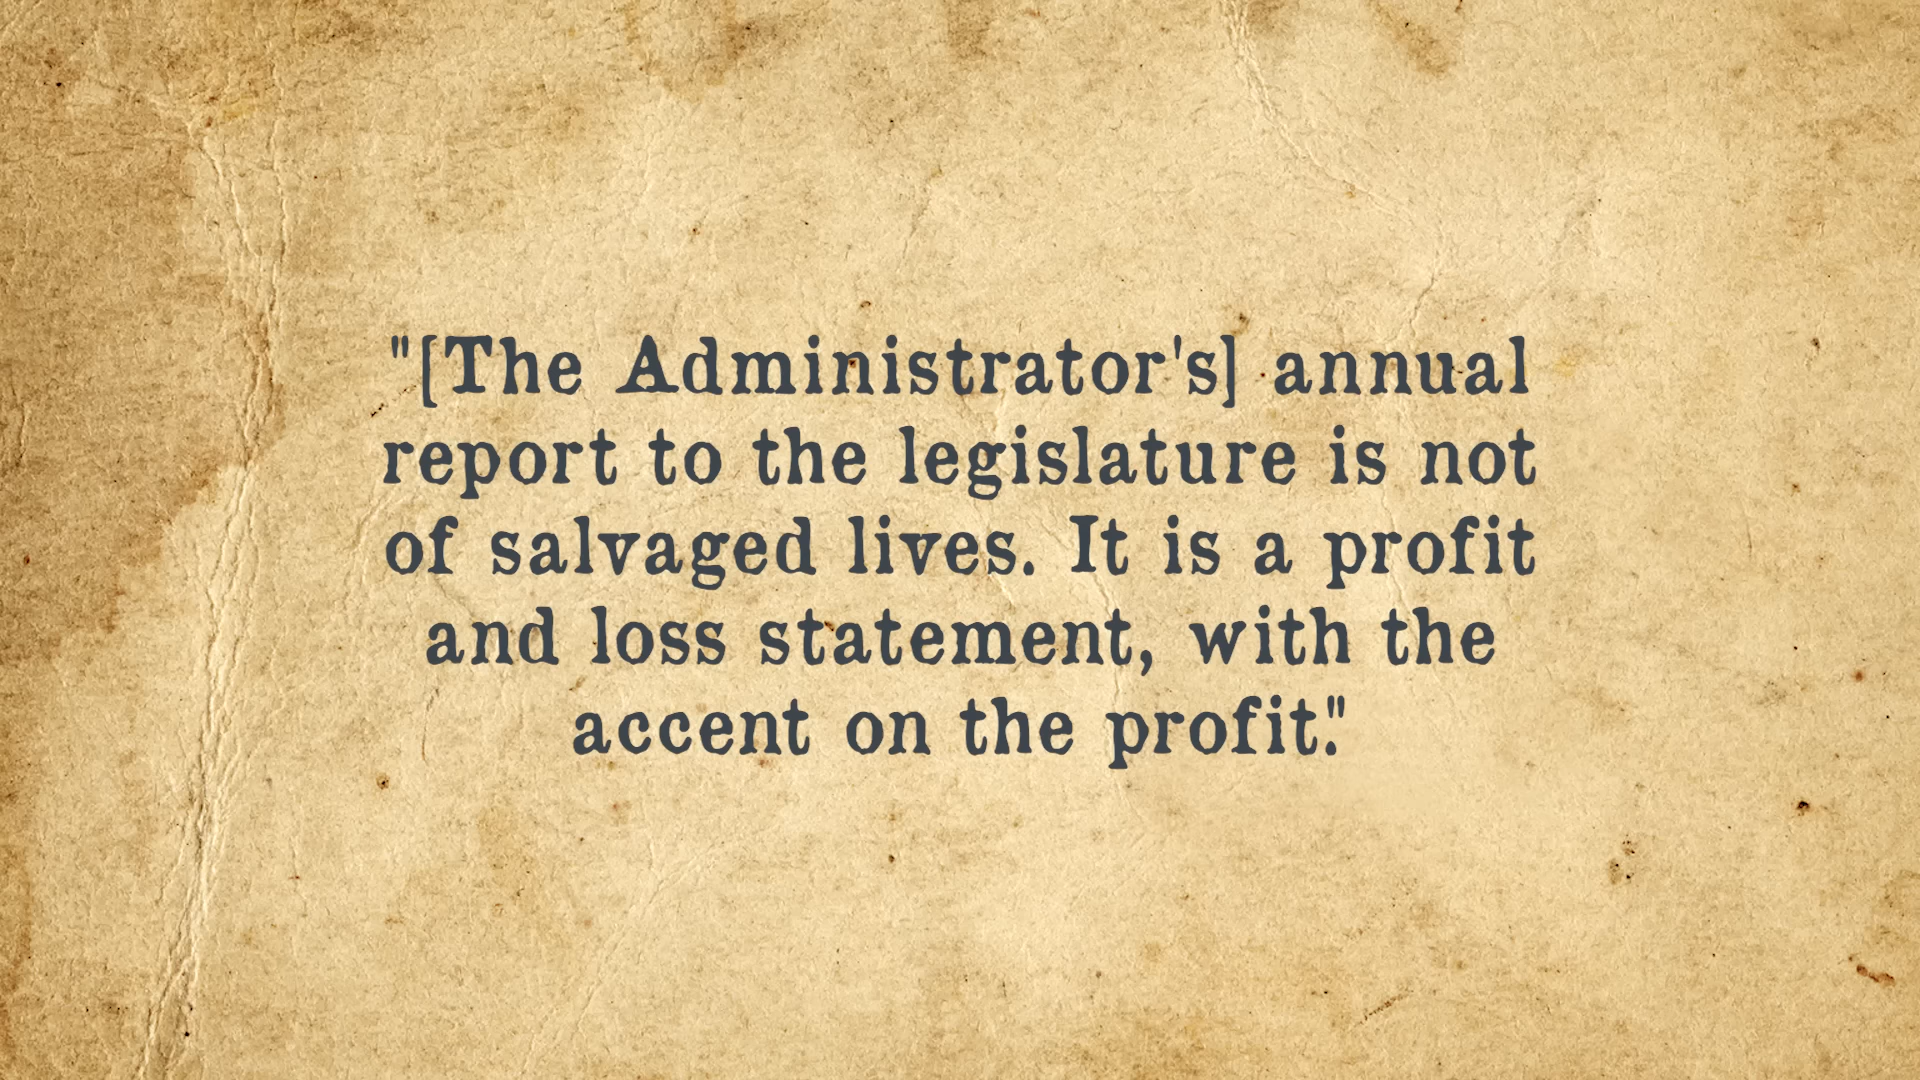 "[The Administrator's] annual
report to the legislature is not
of salvaged lives. It is a profit
and loss statement, with the
accent on the profit."